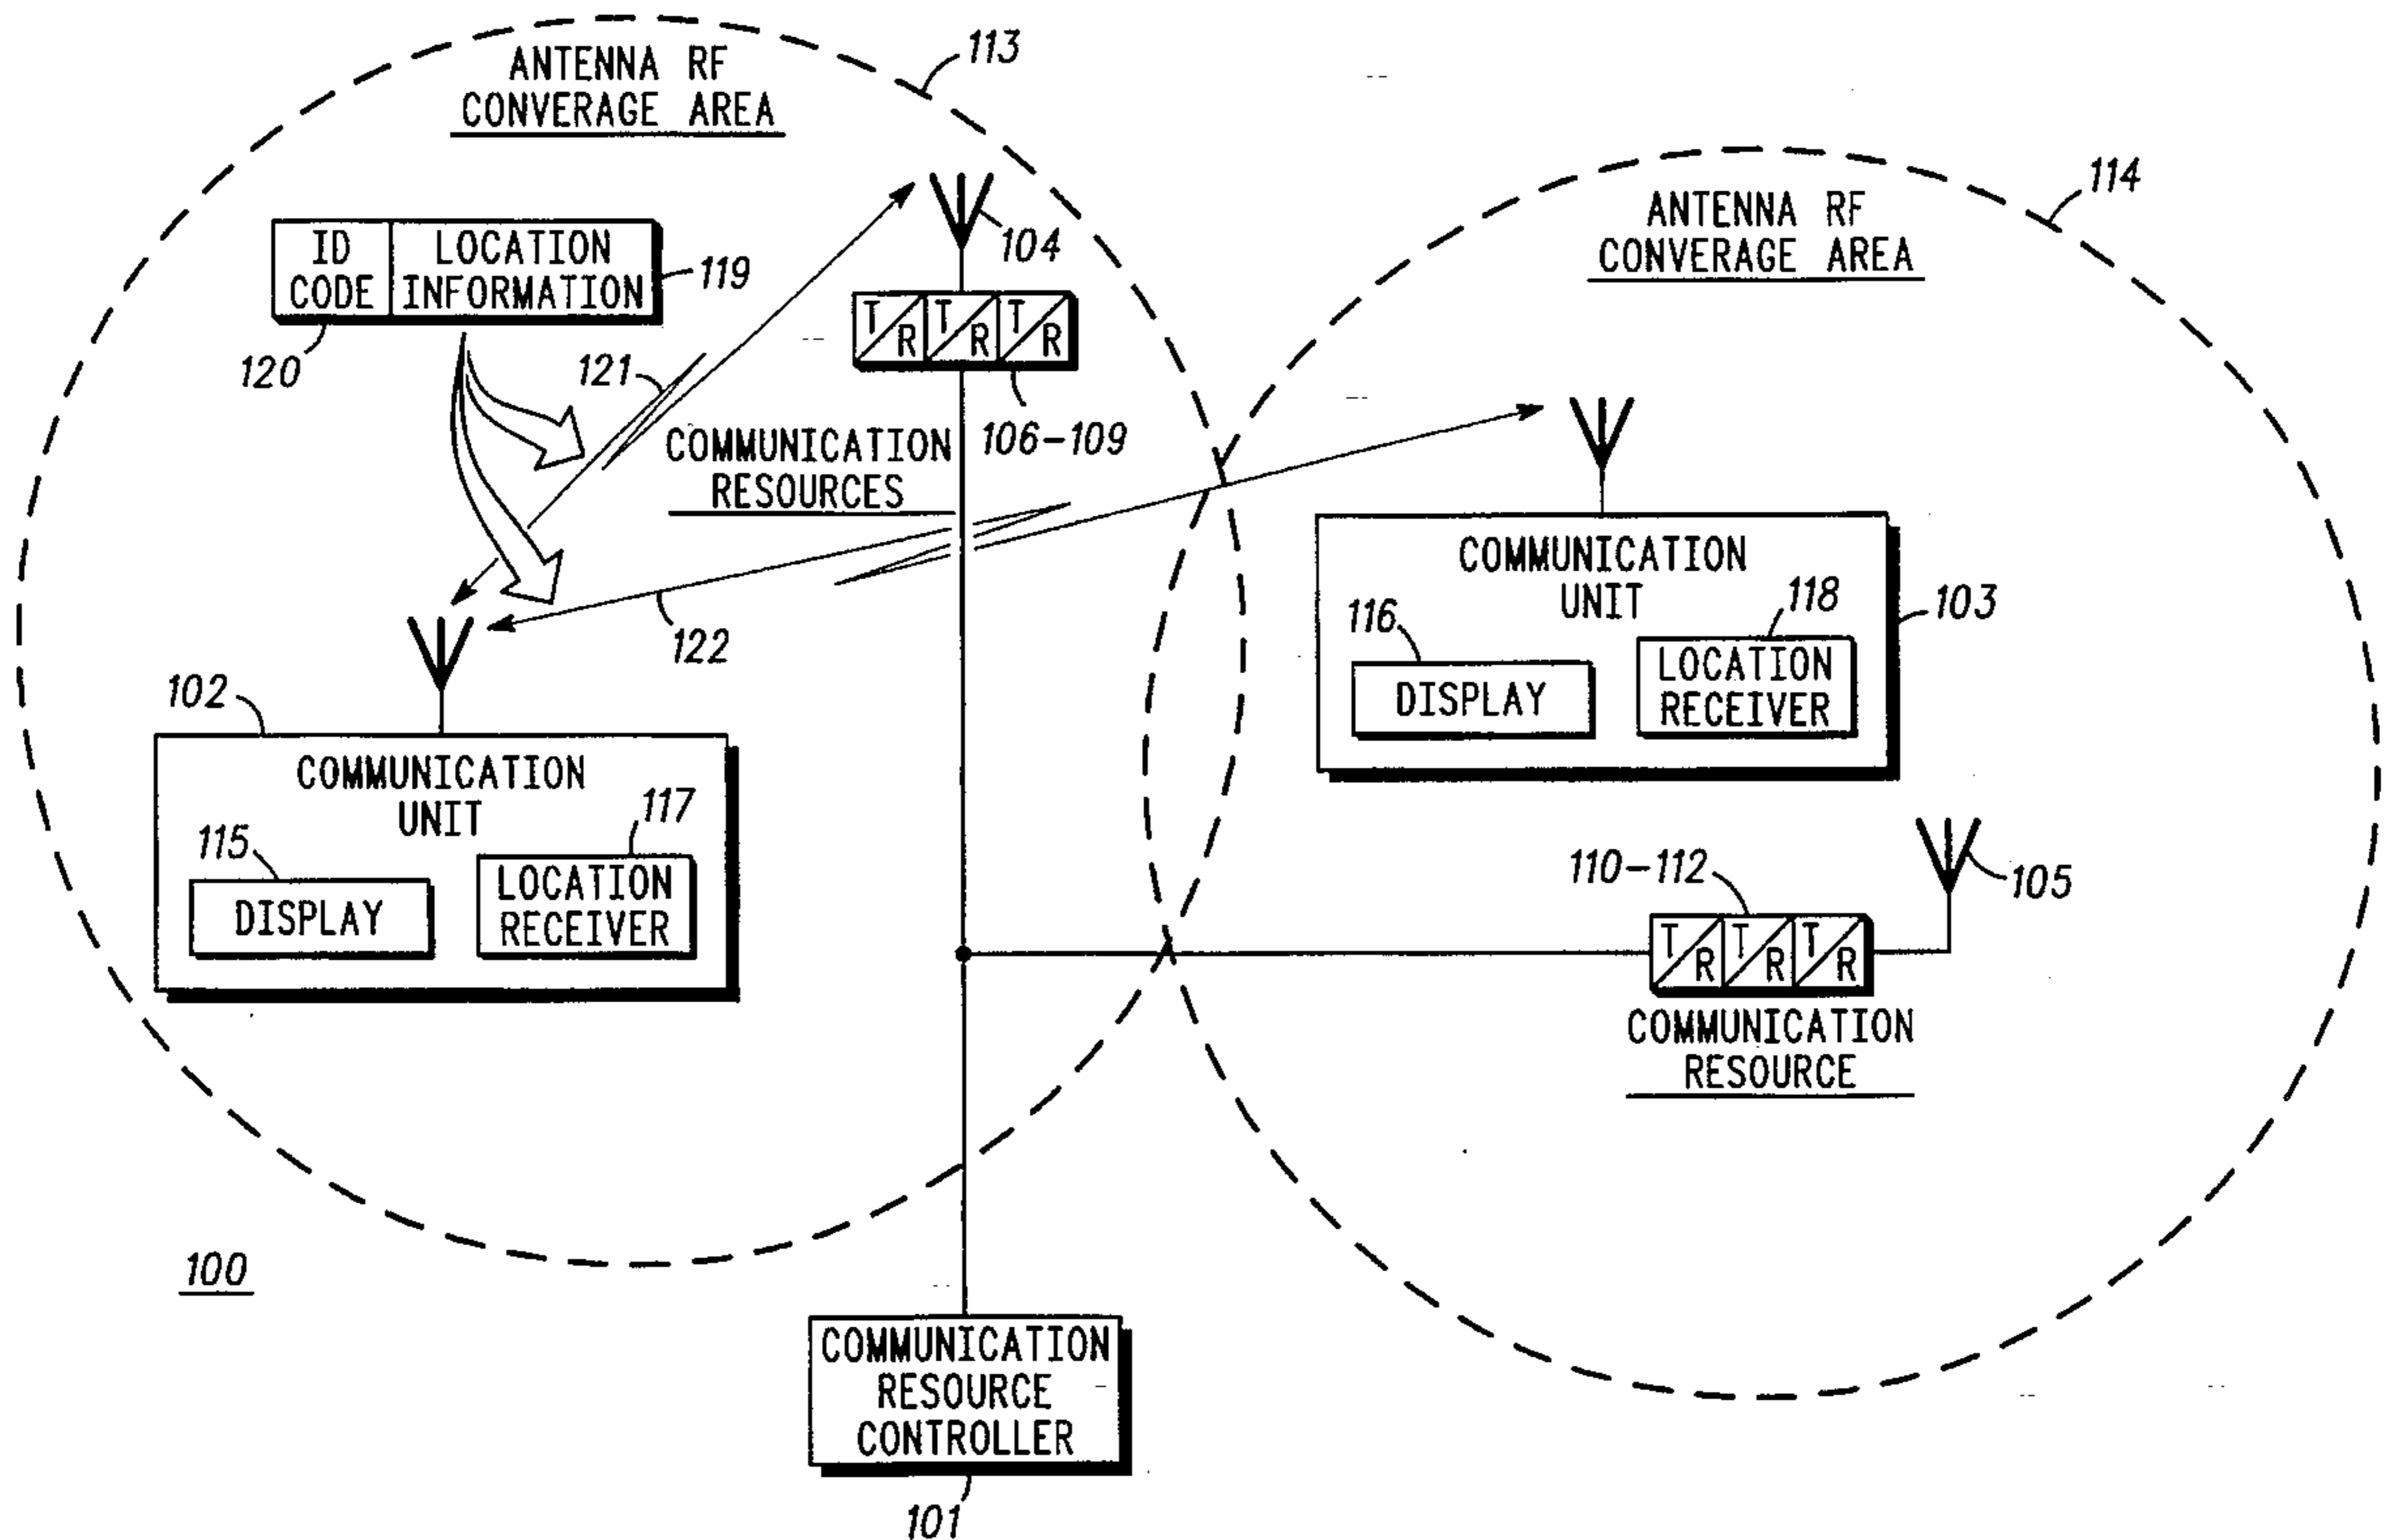 ANTENNA RF
CONVERAGE AREA
113
ANTENNA RF
CONVERAGE AREA
114
104
ID
CODE
LOCATION
INFORMATION
119
120
T/R T/R T/R
106-109
121
COMMUNICATION
RESOURCES
122
COMMUNICATION
UNIT
103
116
DISPLAY
118
LOCATION
RECEIVER
102
COMMUNICATION
UNIT
115
DISPLAY
117
LOCATION
RECEIVER
110-112
105
T/R T/R T/R
COMMUNICATION
RESOURCE
100
COMMUNICATION
RESOURCE
CONTROLLER
101